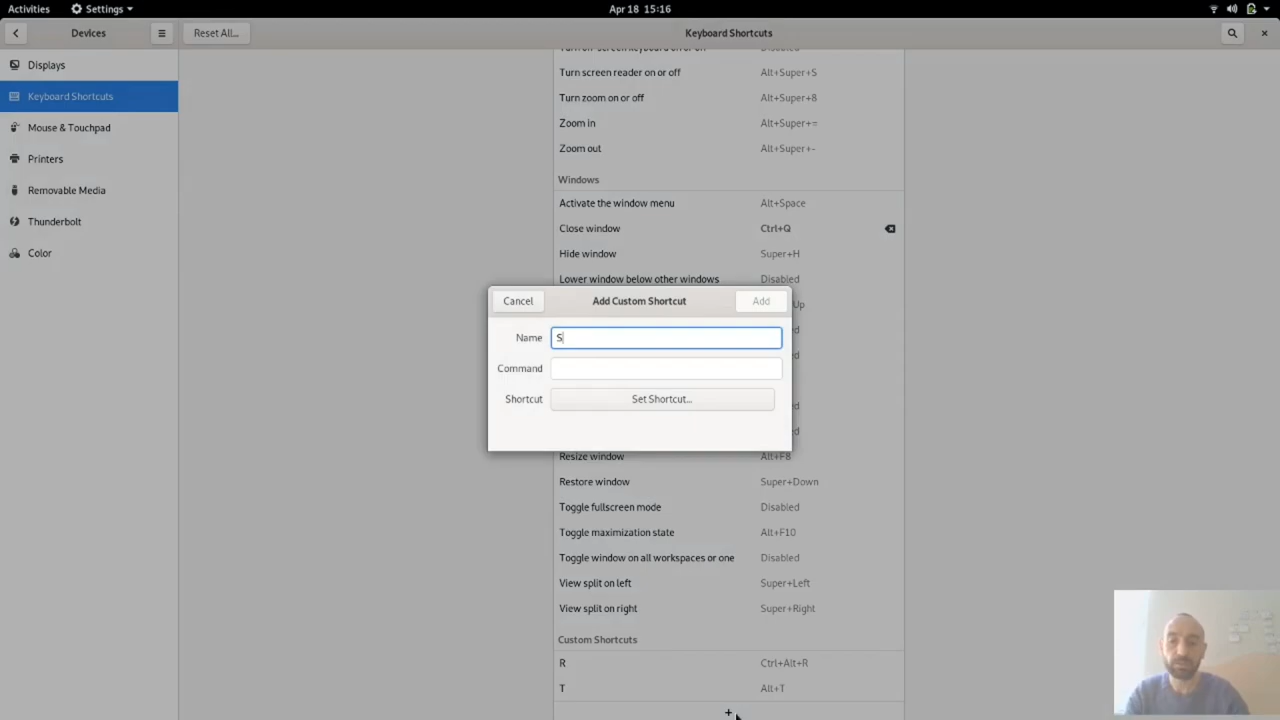 Activities Settings Apr 18 15:16
Devices Reset All... Keyboard Shortcuts
Displays
Keyboard Shortcuts
Mouse & Touchpad
Printers
Removable Media
Thunderbolt
Color
Turn screen reader on or off Alt+Super+S
Turn zoom on or off Alt+Super+8
Zoom in Alt+Super+=
Zoom out Alt+Super+-
Windows
Activate the window menu Alt+Space
Close window Ctrl+Q
Hide window Super+H
Lower window below other windows Disabled
Cancel Add Custom Shortcut Add
Name S
Command
Shortcut Set Shortcut...
Resize window Alt+F8
Restore window Super+Down
Toggle fullscreen mode Disabled
Toggle maximization state Alt+F10
Toggle window on all workspaces or one Disabled
View split on left Super+Left
View split on right Super+Right
Custom Shortcuts
R Ctrl+Alt+R
T Alt+T
+